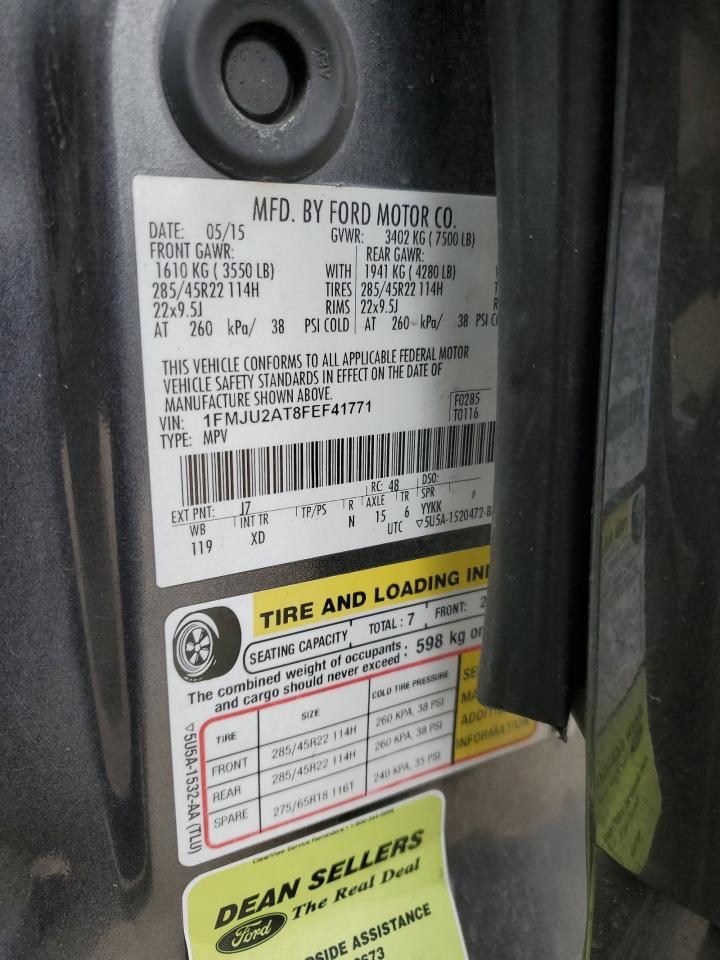 MFD. BY FORD MOTOR CO.
DATE: 05/15 GVWR: 3402 KG ( 7500 LB)
FRONT GAWR: REAR GAWR:
1610 KG ( 3550 LB) WITH 1941 KG ( 4280 LB)
285/45R22 114H TIRES 285/45R22 114H
22x9.5J RIMS 22x9.5J
AT 260 kPa/ 38 PSI COLD AT 260 kPa/ 38 PSI
THIS VEHICLE CONFORMS TO ALL APPLICABLE FEDERAL MOTOR
VEHICLE SAFETY STANDARDS IN EFFECT ON THE DATE OF
MANUFACTURE SHOWN ABOVE.
VIN: 1FMJU2AT8FEF41771 F0285
TYPE: MPV T0116
EXT PNT: J7 RC: 48 DSO:
WB INT TR TP/PS R AXLE TR SPR
119 XD N 15 6 YYKK
UTC ▽5U5A-1520472-B
TIRE AND LOADING
SEATING CAPACITY TOTAL : 7 FRONT: 2
The combined weight of occupants
and cargo should never exceed : 598 kg or
TIRE SIZE COLD TIRE PRESSURE
FRONT 285/45R22 114H 260 KPA, 38 PSI
REAR 285/45R22 114H 260 KPA, 38 PSI
SPARE 275/65R18 116T 240 KPA, 35 PSI
INFORMATION
▽5U5A-1532-AA (TLU)
ClearView Service Reminders
DEAN SELLERS
Ford The Real Deal
ASSISTANCE